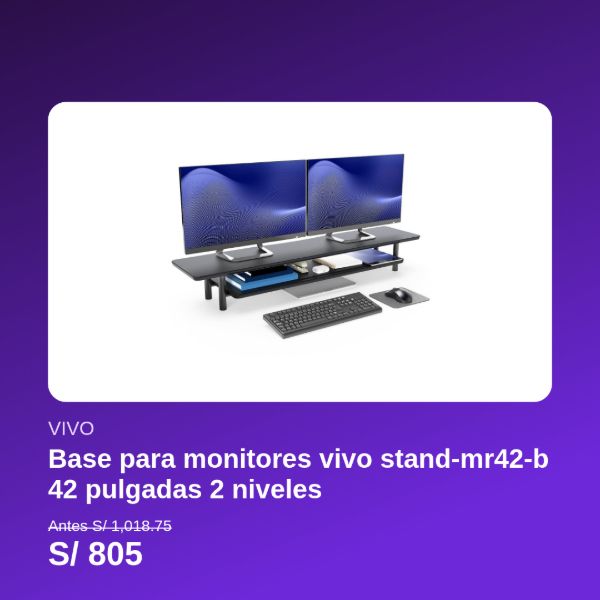 VIVO
Base para monitores vivo stand-mr42-b
42 pulgadas 2 niveles
Antes S/ 1,018.75
S/ 805